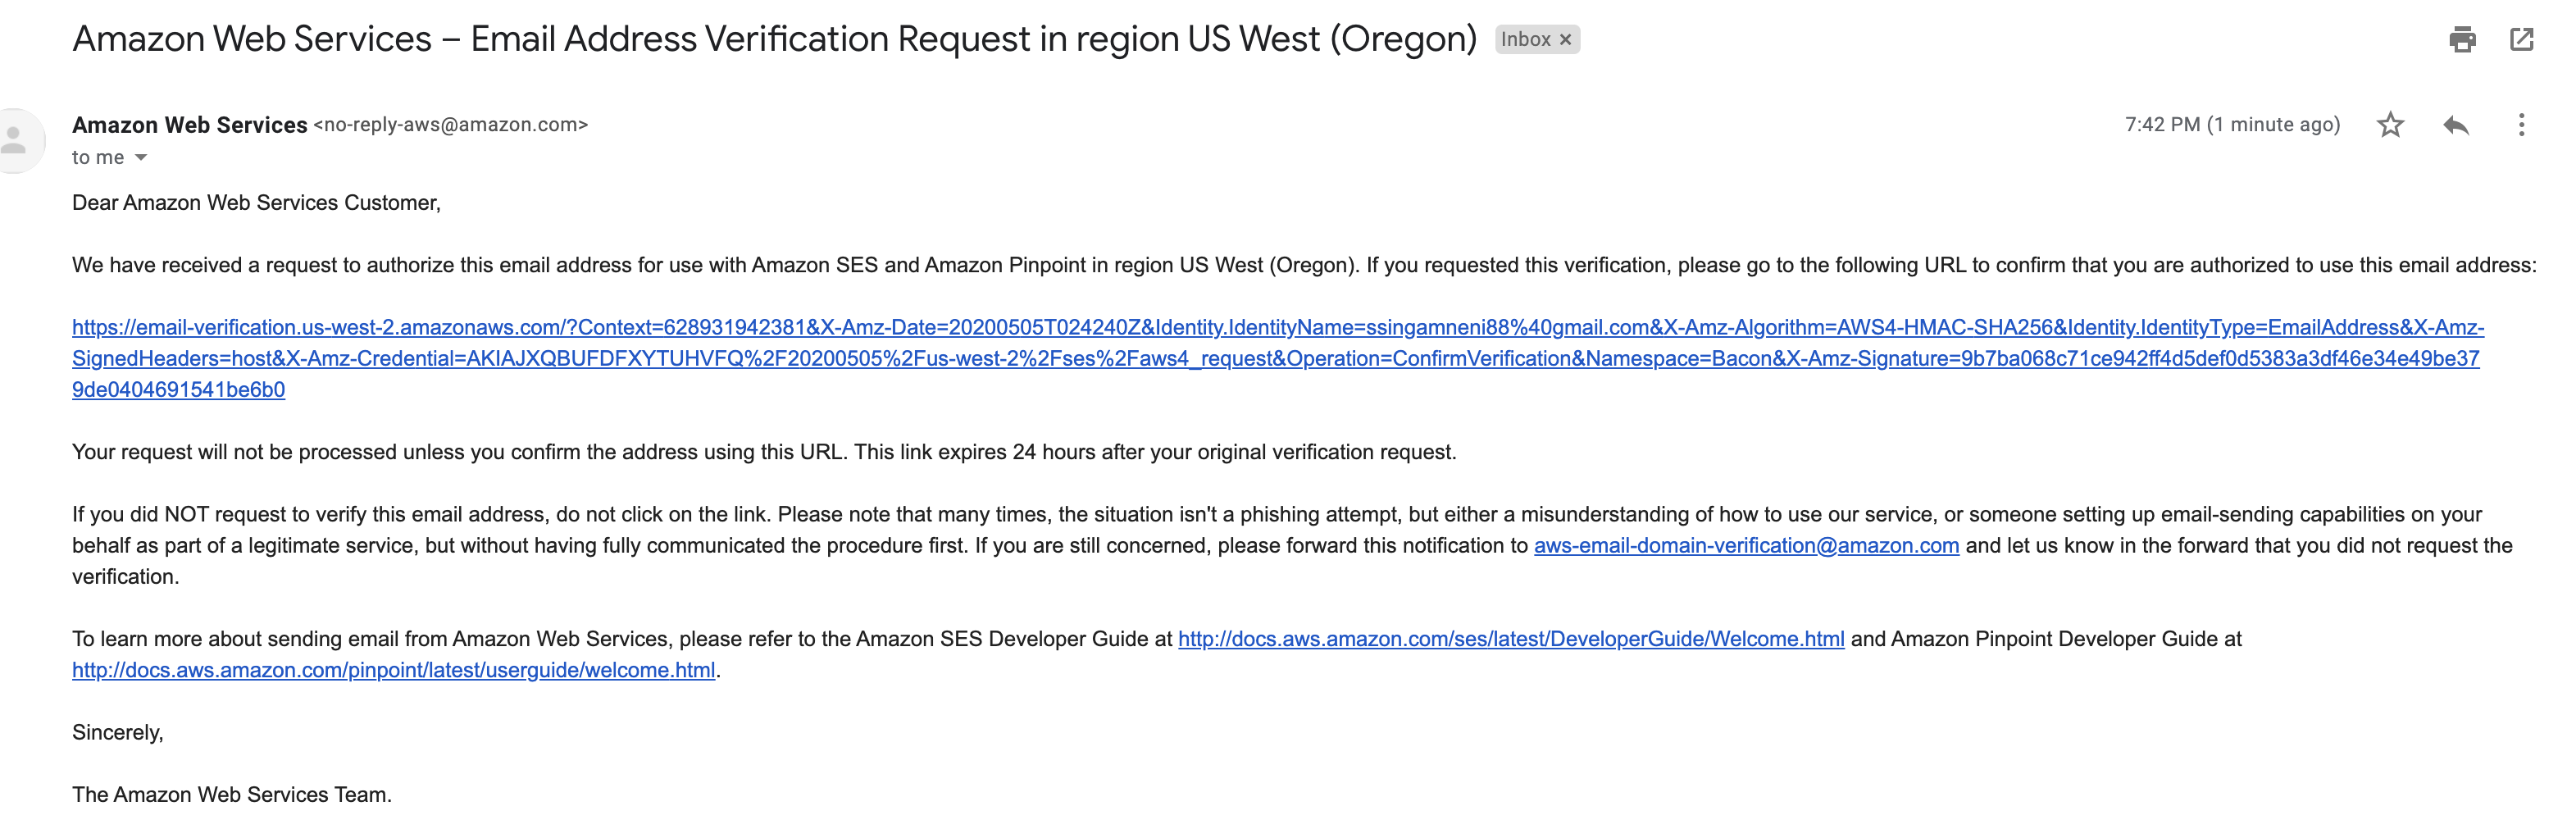 Amazon Web Services – Email Address Verification Request in region US West (Oregon) Inbox ×
Amazon Web Services <no-reply-aws@amazon.com> 7:42 PM (1 minute ago)
to me
Dear Amazon Web Services Customer,
We have received a request to authorize this email address for use with Amazon SES and Amazon Pinpoint in region US West (Oregon). If you requested this verification, please go to the following URL to confirm that you are authorized to use this email address:
https://email-verification.us-west-2.amazonaws.com/?Context=628931942381&X-Amz-Date=20200505T024240Z&Identity.IdentityName=ssingamneni88%40gmail.com&X-Amz-Algorithm=AWS4-HMAC-SHA256&Identity.IdentityType=EmailAddress&X-Amz-
SignedHeaders=host&X-Amz-Credential=AKIAJXQBUFDFXYTUHVFQ%2F20200505%2Fus-west-2%2Fses%2Faws4_request&Operation=ConfirmVerification&Namespace=Bacon&X-Amz-Signature=9b7ba068c71ce942ff4d5def0d5383a3df46e34e49be37
9de0404691541be6b0
Your request will not be processed unless you confirm the address using this URL. This link expires 24 hours after your original verification request.
If you did NOT request to verify this email address, do not click on the link. Please note that many times, the situation isn't a phishing attempt, but either a misunderstanding of how to use our service, or someone setting up email-sending capabilities on your
behalf as part of a legitimate service, but without having fully communicated the procedure first. If you are still concerned, please forward this notification to aws-email-domain-verification@amazon.com and let us know in the forward that you did not request the
verification.
To learn more about sending email from Amazon Web Services, please refer to the Amazon SES Developer Guide at http://docs.aws.amazon.com/ses/latest/DeveloperGuide/Welcome.html and Amazon Pinpoint Developer Guide at
http://docs.aws.amazon.com/pinpoint/latest/userguide/welcome.html.
Sincerely,
The Amazon Web Services Team.